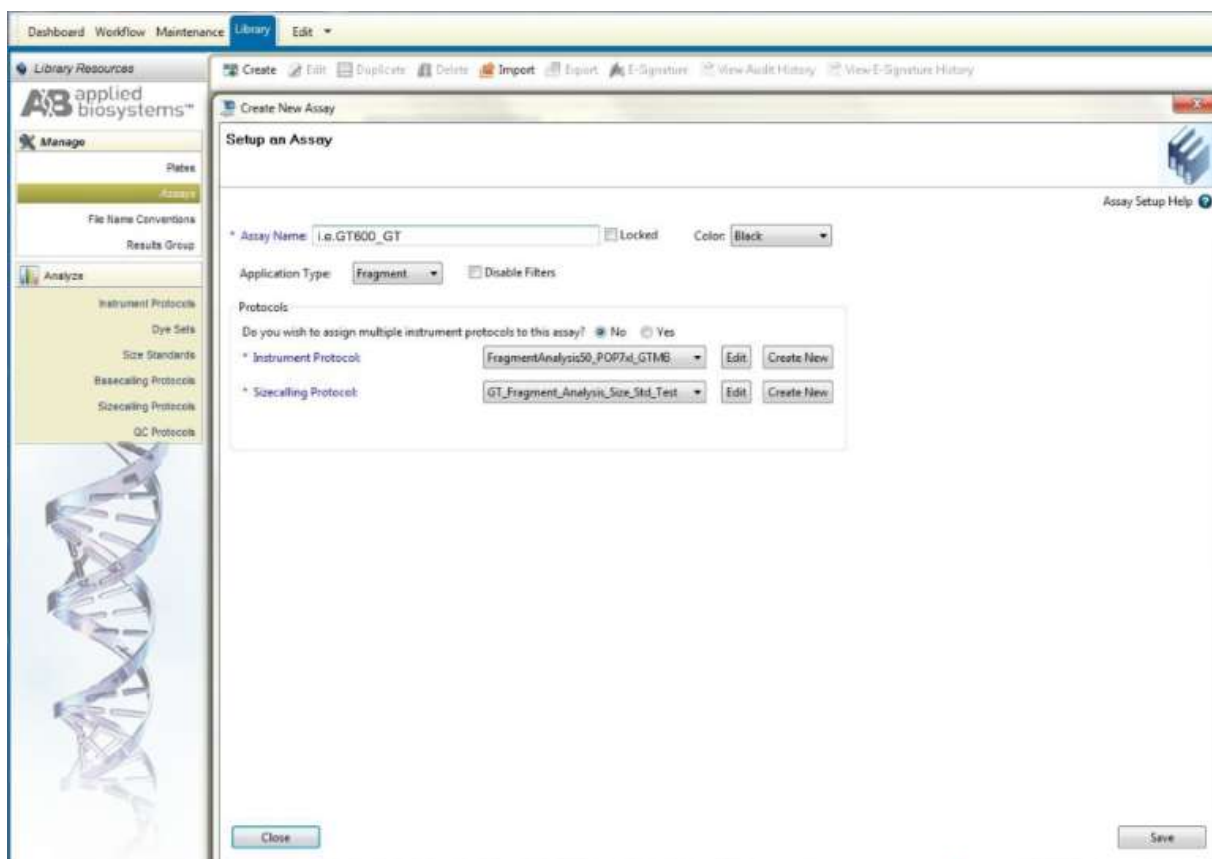 Dashboard Workflow Maintenance Library Edit
Library Resources
Create Edit Duplicate Delete Import Export E-Signature View Audit History View E-Signature History
AB applied biosystems™
Create New Assay
Setup an Assay
Manage
Plates
Assays
File Name Conventions
Results Group
Assay Setup Help
* Assay Name: i.e.GT600_GT Locked Color: Black
Application Type: Fragment Disable Filters
Analyze
Instrument Protocols
Dye Sets
Size Standards
Basecalling Protocols
Sizecalling Protocols
QC Protocols
Protocols
Do you wish to assign multiple instrument protocols to this assay? No Yes
* Instrument Protocol: FragmentAnalysis50_POP7xl_GTMB Edit Create New
* Sizecalling Protocol: GT_Fragment_Analysis_Size_Std_Test Edit Create New
Close
Save